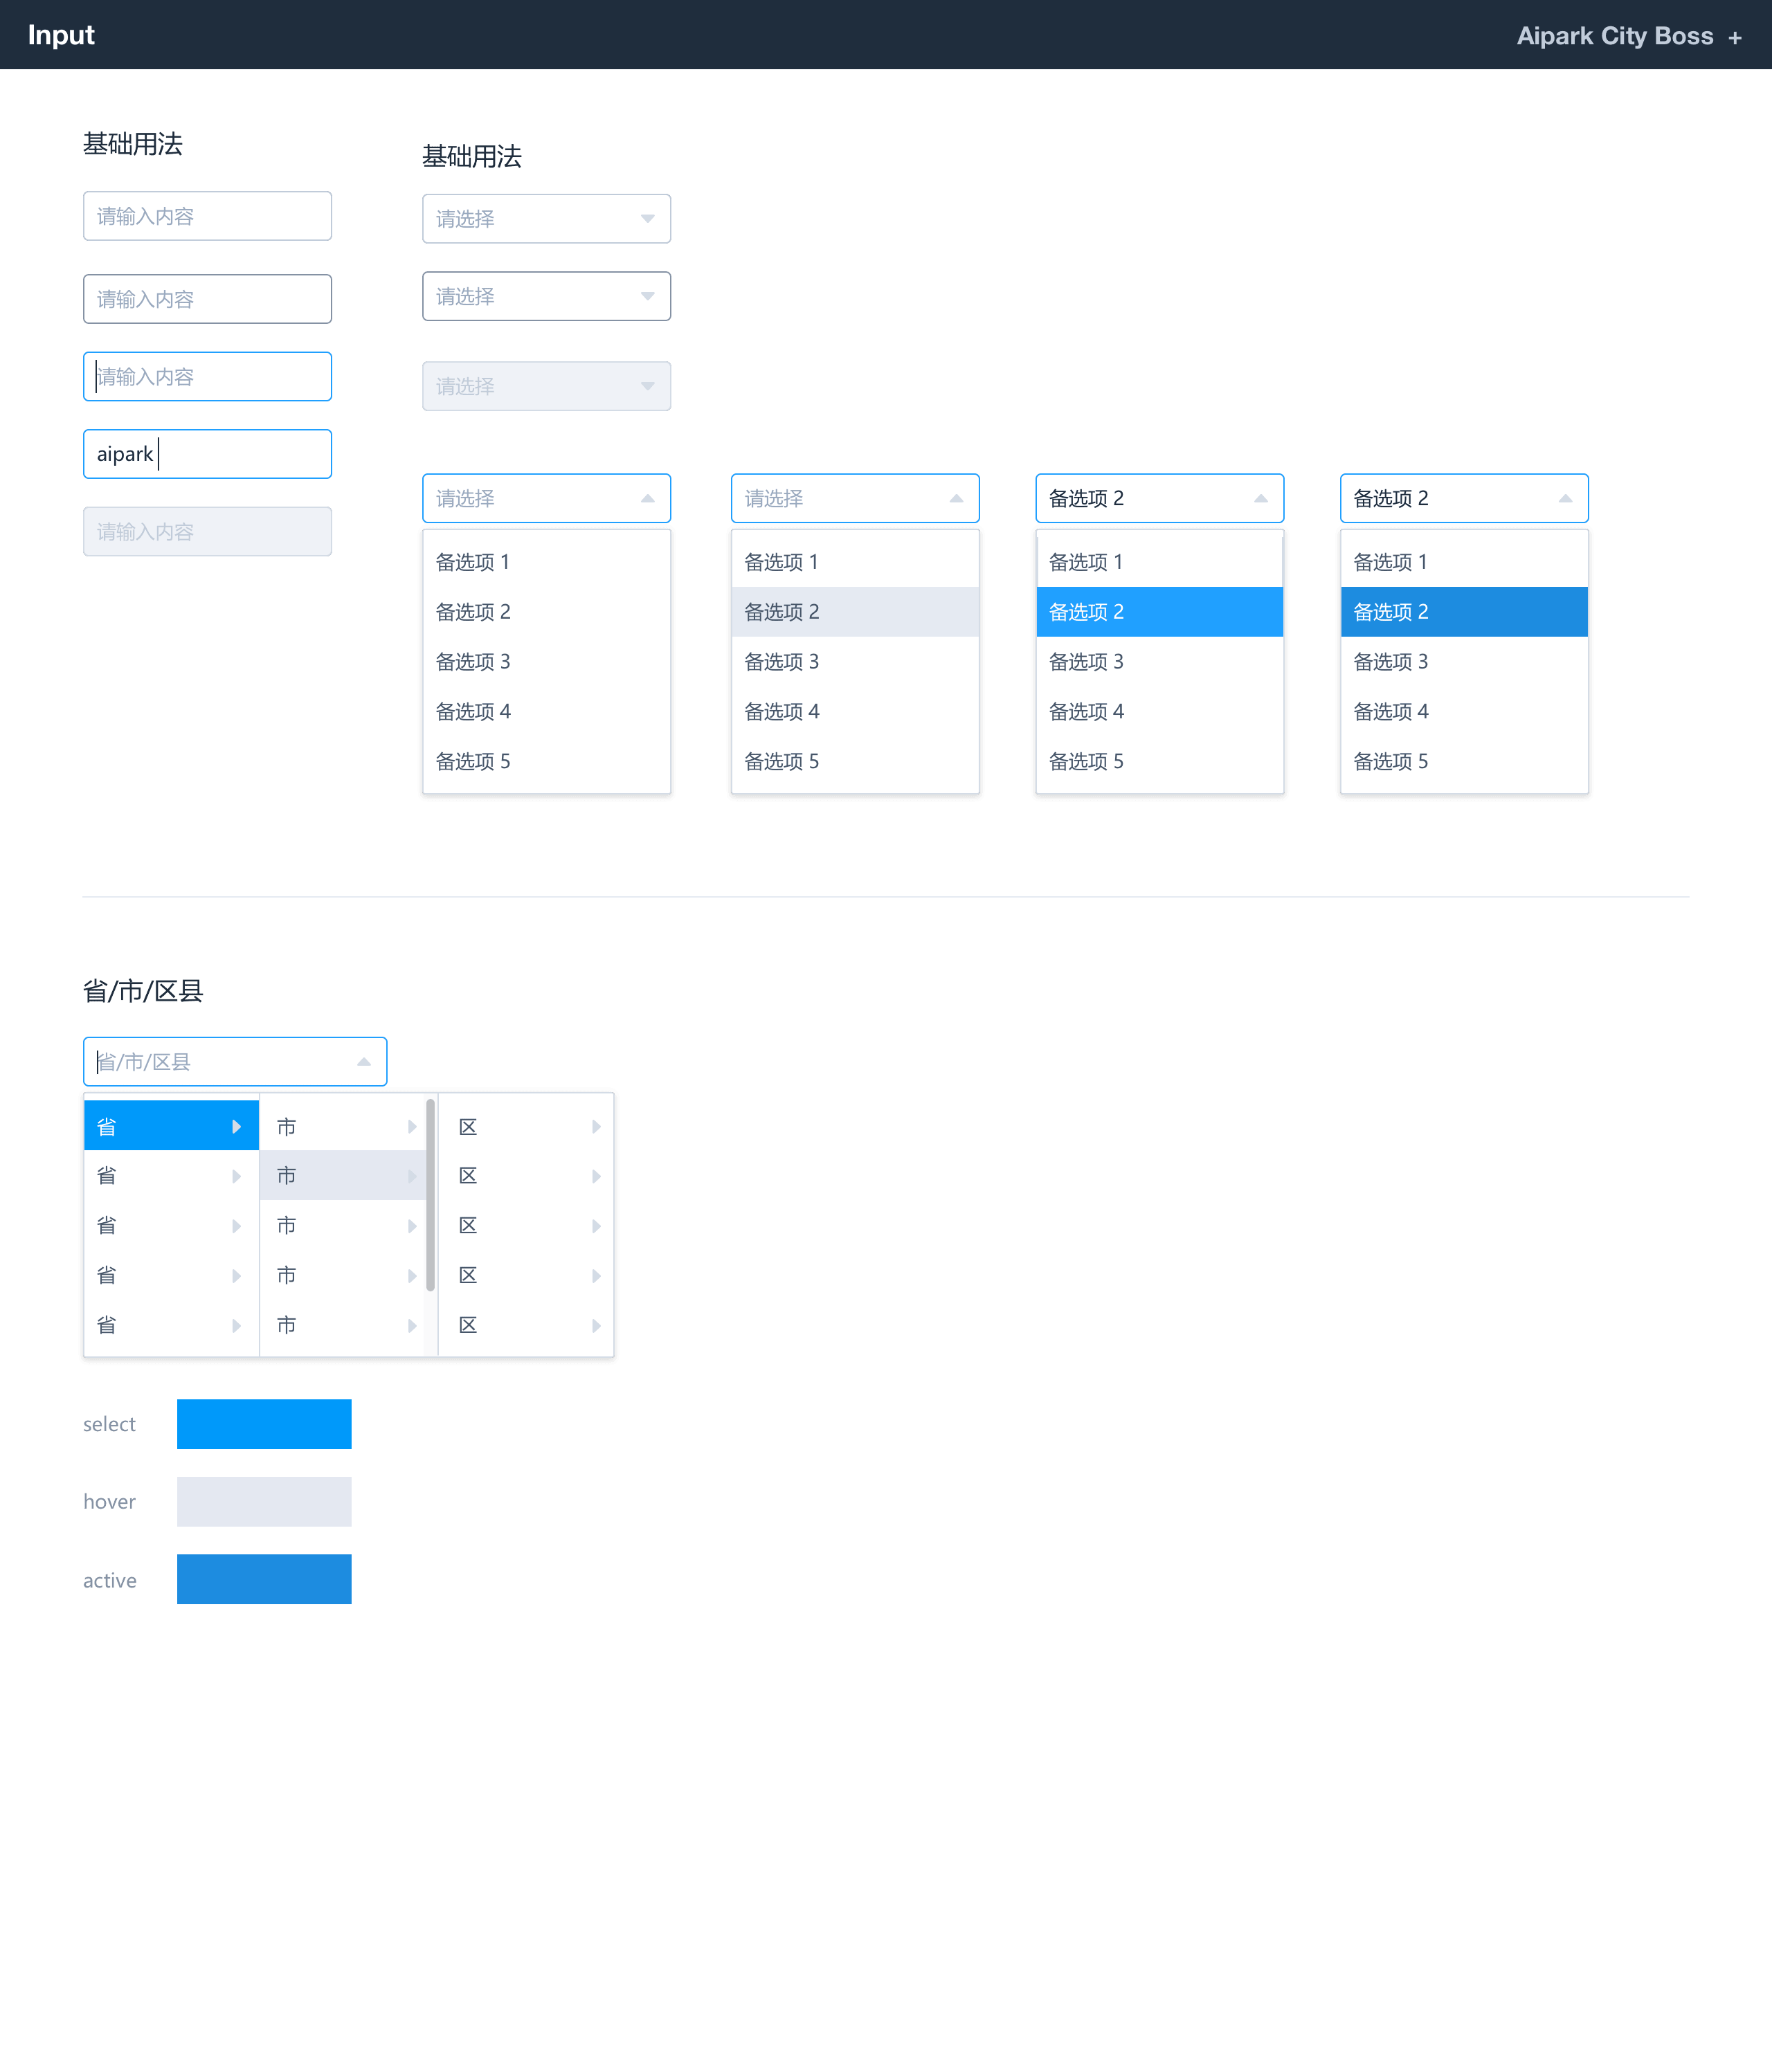 Input
Aipark City Boss +
基础用法
请输入内容
请输入内容
请输入内容
aipark
请输入内容
基础用法
请选择
请选择
请选择
请选择
备选项 1
备选项 2
备选项 3
备选项 4
备选项 5
请选择
备选项 1
备选项 2
备选项 3
备选项 4
备选项 5
备选项 2
备选项 1
备选项 2
备选项 3
备选项 4
备选项 5
备选项 2
备选项 1
备选项 2
备选项 3
备选项 4
备选项 5
省/市/区县
省/市/区县
省 市 区
省 市 区
省 市 区
省 市 区
省 市 区
select
hover
active